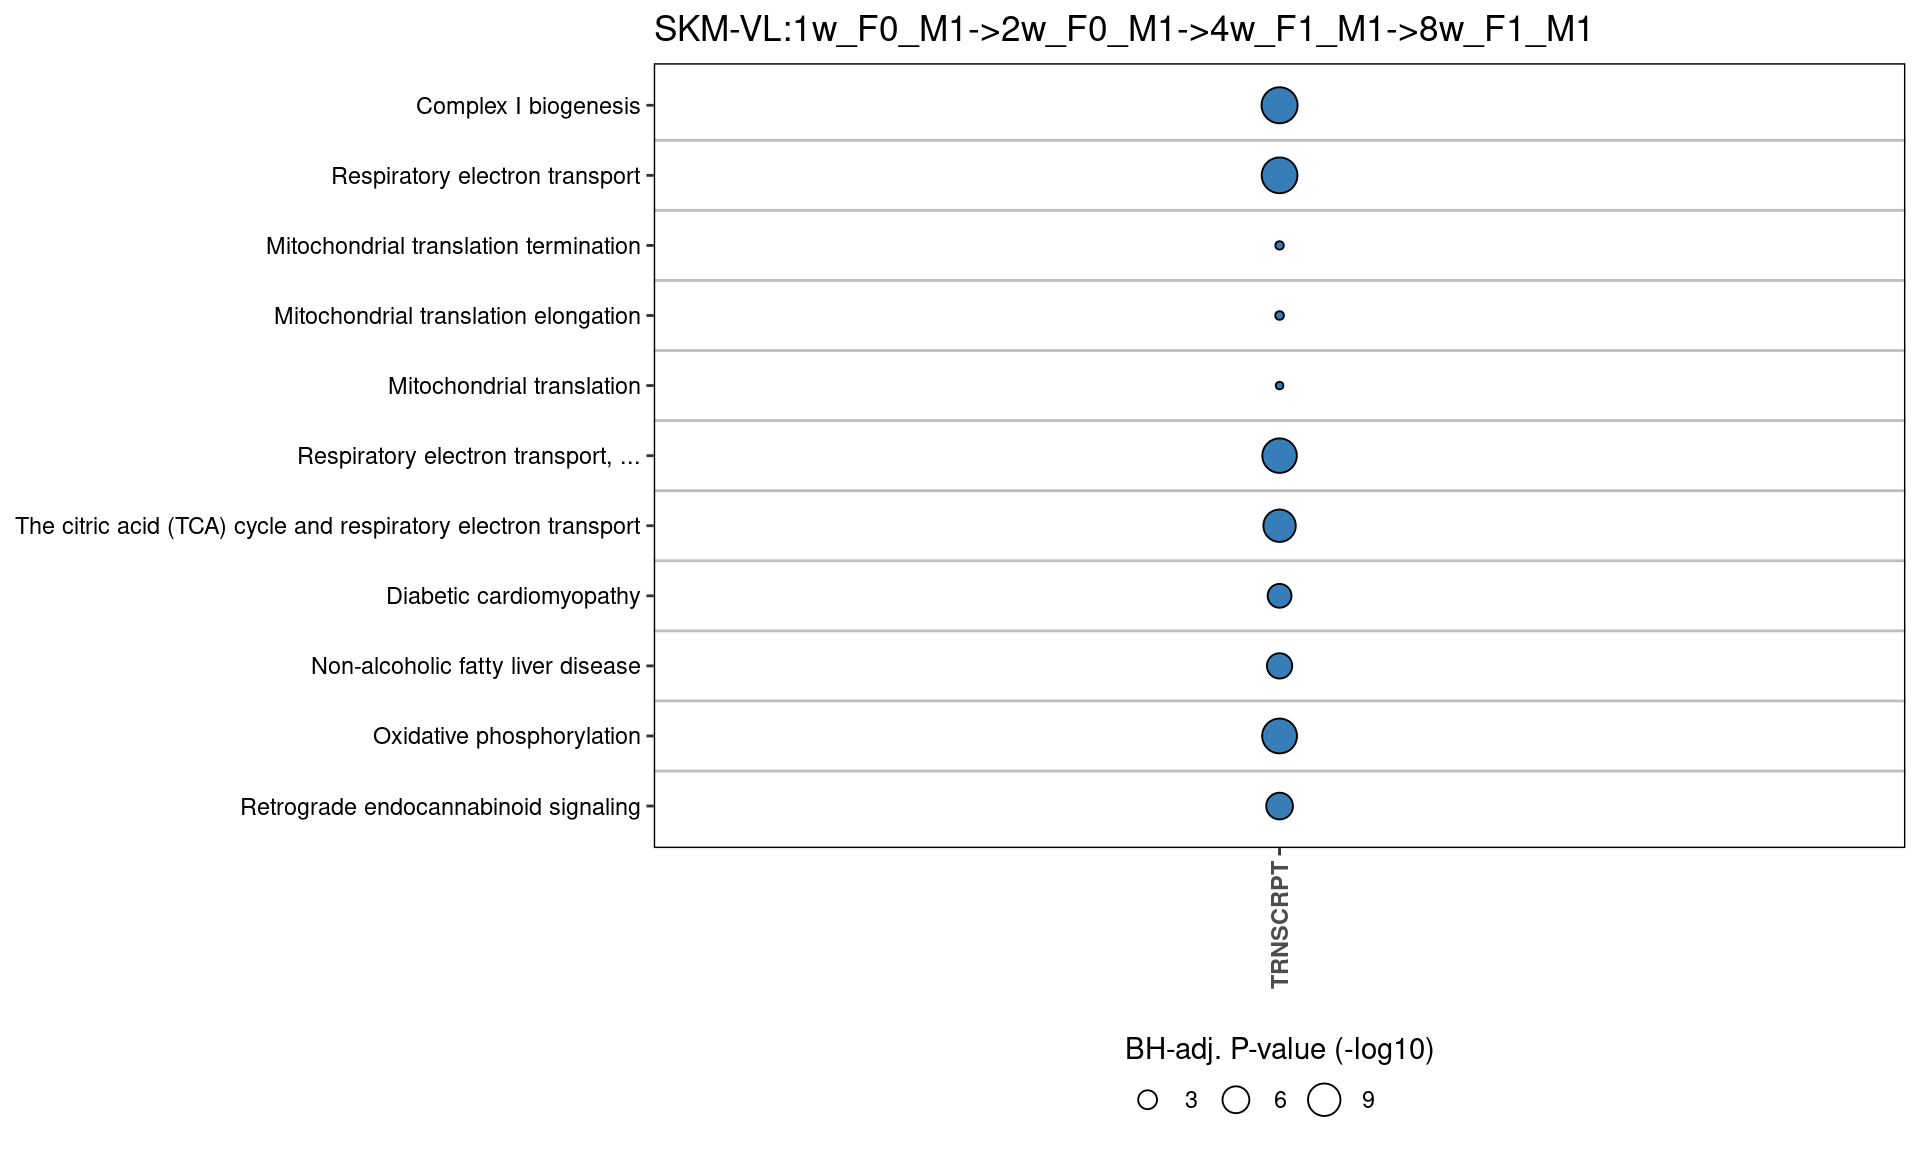 SKM-VL:1w_F0_M1->2w_F0_M1->4w_F1_M1->8w_F1_M1
Complex I biogenesis
Respiratory electron transport
Mitochondrial translation termination
Mitochondrial translation elongation
Mitochondrial translation
Respiratory electron transport, ...
The citric acid (TCA) cycle and respiratory electron transport
Diabetic cardiomyopathy
Non-alcoholic fatty liver disease
Oxidative phosphorylation
Retrograde endocannabinoid signaling
TRNSCRPT
BH-adj. P-value (-log10)
3 6 9